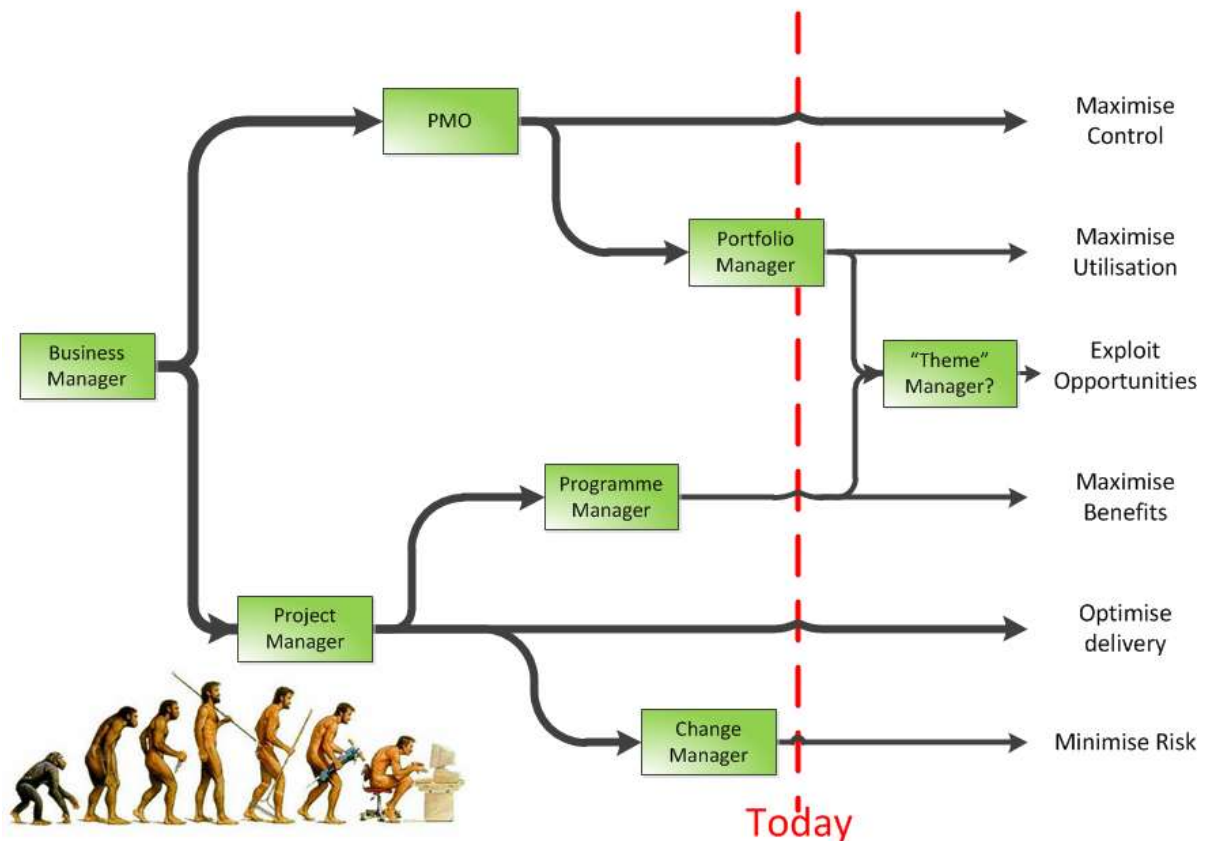 PMO
Maximise
Control
Portfolio
Manager
Maximise
Utilisation
Business
Manager
“Theme”
Manager?
Exploit
Opportunities
Programme
Manager
Maximise
Benefits
Project
Manager
Optimise
delivery
Change
Manager
Minimise Risk
Today